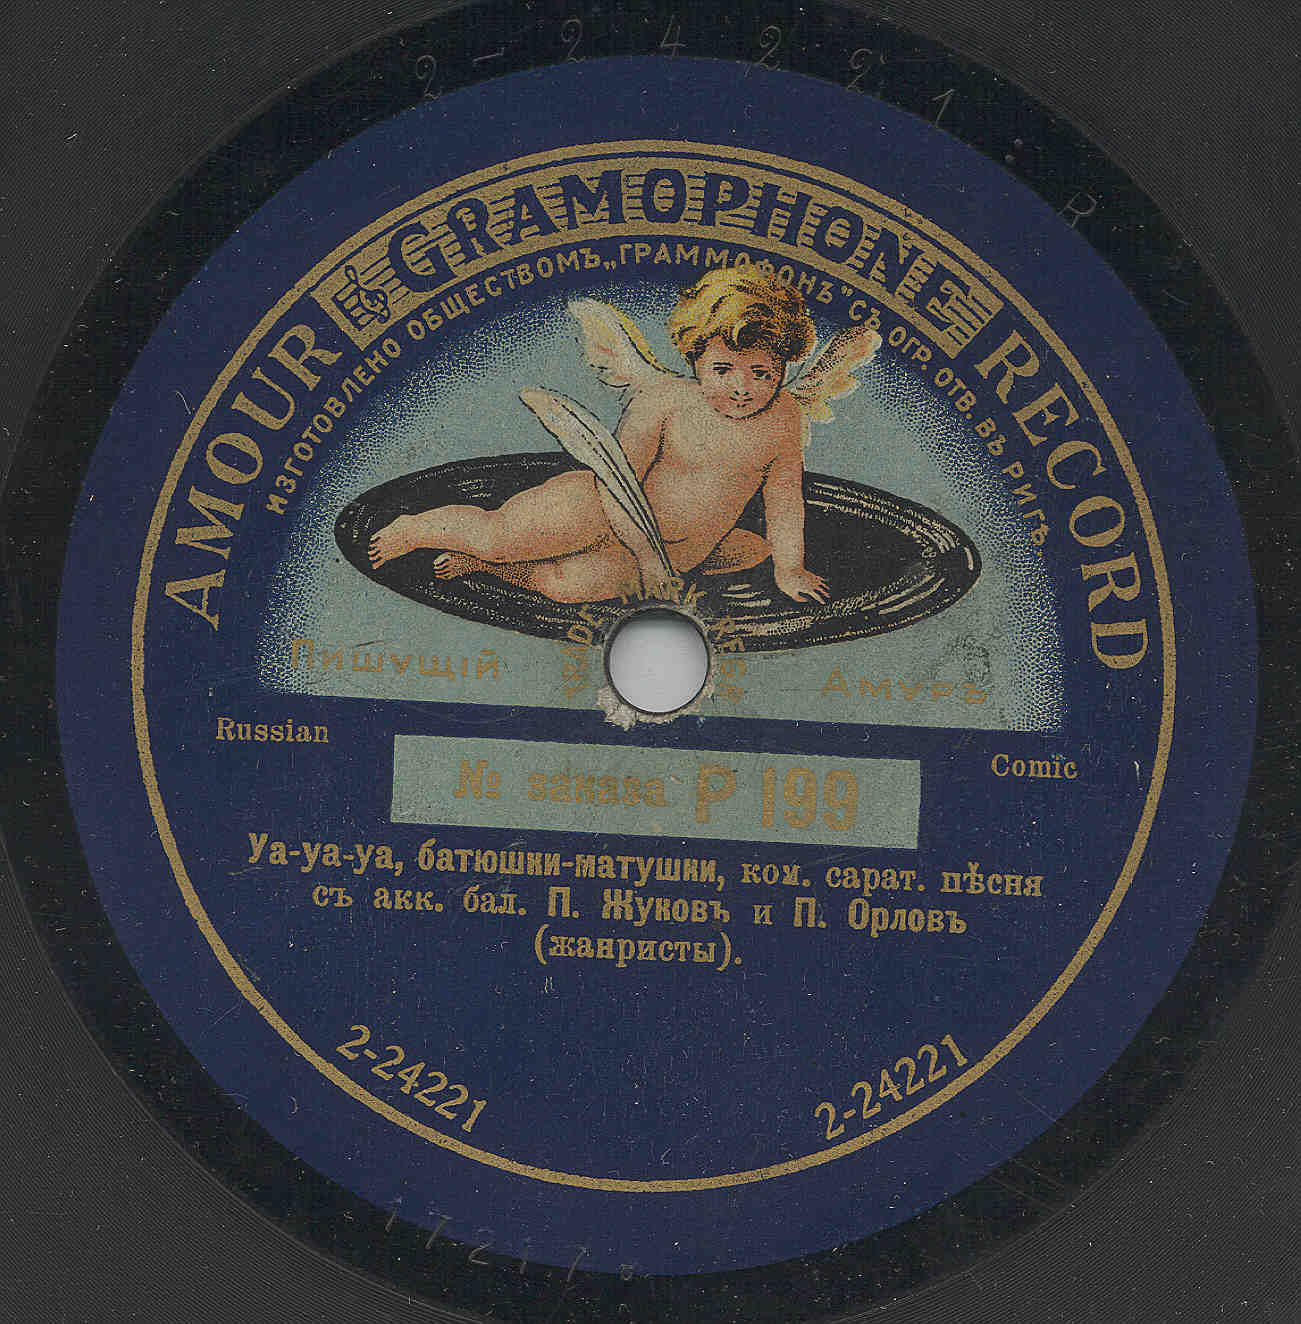 2-24221 R
AMOUR GRAMOPHONE RECORD
ИЗГОТОВЛЕНО ОБЩЕСТВОМЪ „ГРАММОФОНЪ" СЪ ОГР. ОТВ. ВЪ РИГѢ
TRADE MARK
Пишущій Амуръ
Russian Comic
№ заказа P 199
Уа-уа-уа, батюшки-матушки, ком. сарат. пѣсня
съ акк. бал. П. Жуковъ и П. Орловъ
(жанристы).
2-24221 2-24221